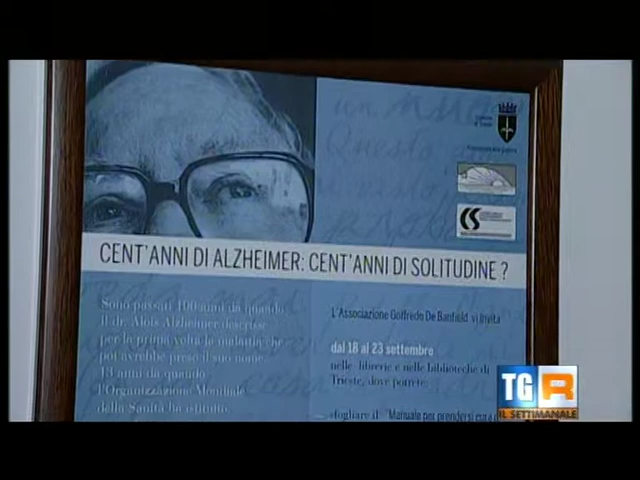 CENT'ANNI DI ALZHEIMER: CENT'ANNI DI SOLITUDINE ?
Sono passati 100 anni da quando
il dr. Alois Alzheimer descrisse
per la prima volta la malattia che
poi avrebbe preso il suo nome.
13 anni da quando
l'Organizzazione Mondiale
della Sanità ha istituito
L'Associazione Goffredo De Banfield vi invita
dal 18 al 23 settembre
nelle librerie e nelle biblioteche di
Trieste, dove potrete
sfogliare il "Manuale per prendersi cura
TGR
IL SETTIMANALE